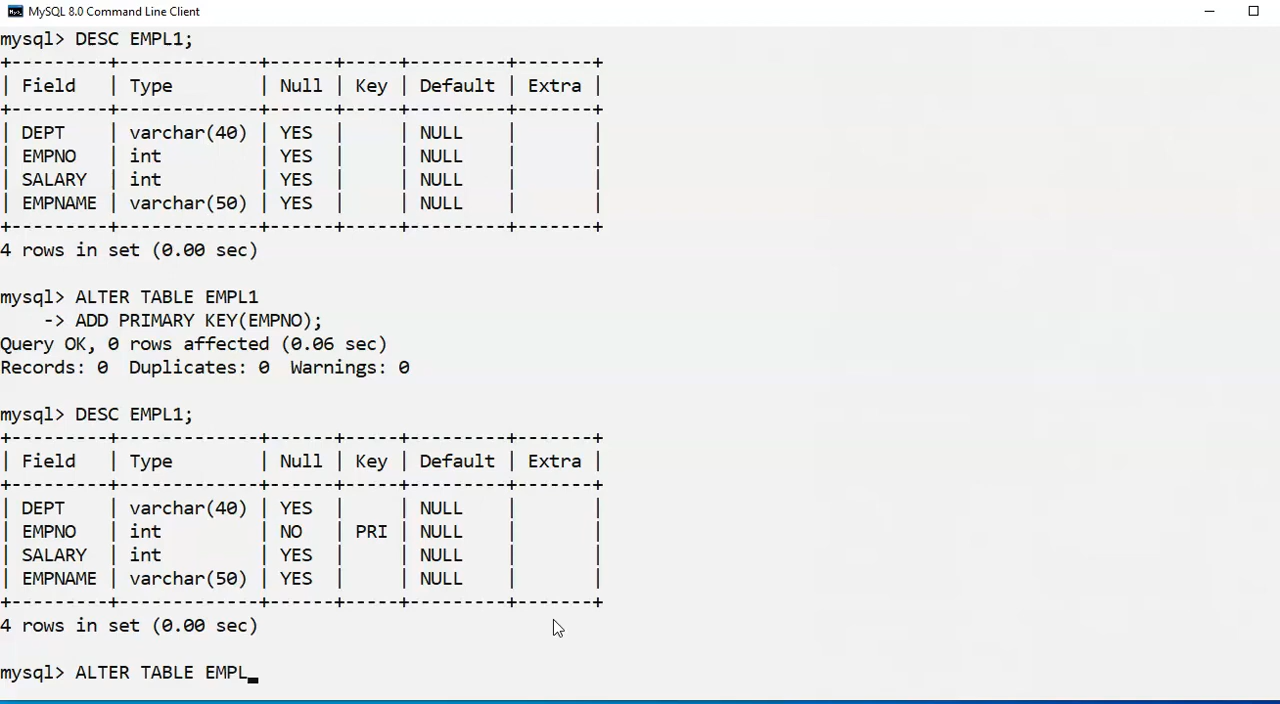 MySQL 8.0 Command Line Client
mysql> DESC EMPL1;
+---------+-------------+------+-----+---------+-------+
| Field   | Type        | Null | Key | Default | Extra |
+---------+-------------+------+-----+---------+-------+
| DEPT    | varchar(40) | YES  |     | NULL    |       |
| EMPNO   | int         | YES  |     | NULL    |       |
| SALARY  | int         | YES  |     | NULL    |       |
| EMPNAME | varchar(50) | YES  |     | NULL    |       |
+---------+-------------+------+-----+---------+-------+
4 rows in set (0.00 sec)
mysql> ALTER TABLE EMPL1
    -> ADD PRIMARY KEY(EMPNO);
Query OK, 0 rows affected (0.06 sec)
Records: 0  Duplicates: 0  Warnings: 0
mysql> DESC EMPL1;
+---------+-------------+------+-----+---------+-------+
| Field   | Type        | Null | Key | Default | Extra |
+---------+-------------+------+-----+---------+-------+
| DEPT    | varchar(40) | YES  |     | NULL    |       |
| EMPNO   | int         | NO   | PRI | NULL    |       |
| SALARY  | int         | YES  |     | NULL    |       |
| EMPNAME | varchar(50) | YES  |     | NULL    |       |
+---------+-------------+------+-----+---------+-------+
4 rows in set (0.00 sec)
mysql> ALTER TABLE EMPL